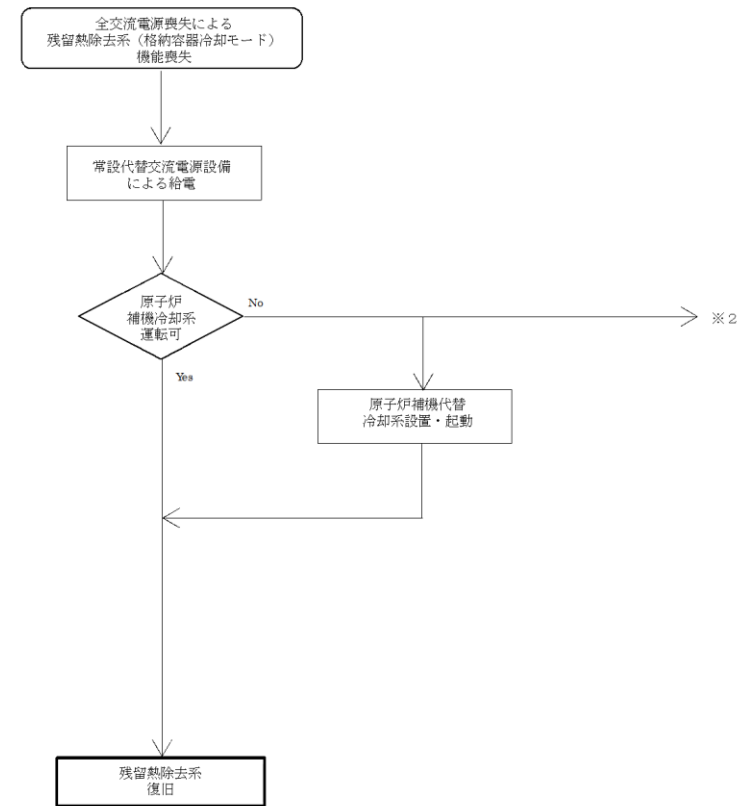 全交流電源喪失による
残留熱除去系（格納容器冷却モード）
機能喪失
常設代替交流電源設備
による給電
原子炉
補機冷却系
運転可
No
※２
Yes
原子炉補機代替
冷却系設置・起動
残留熱除去系
復旧